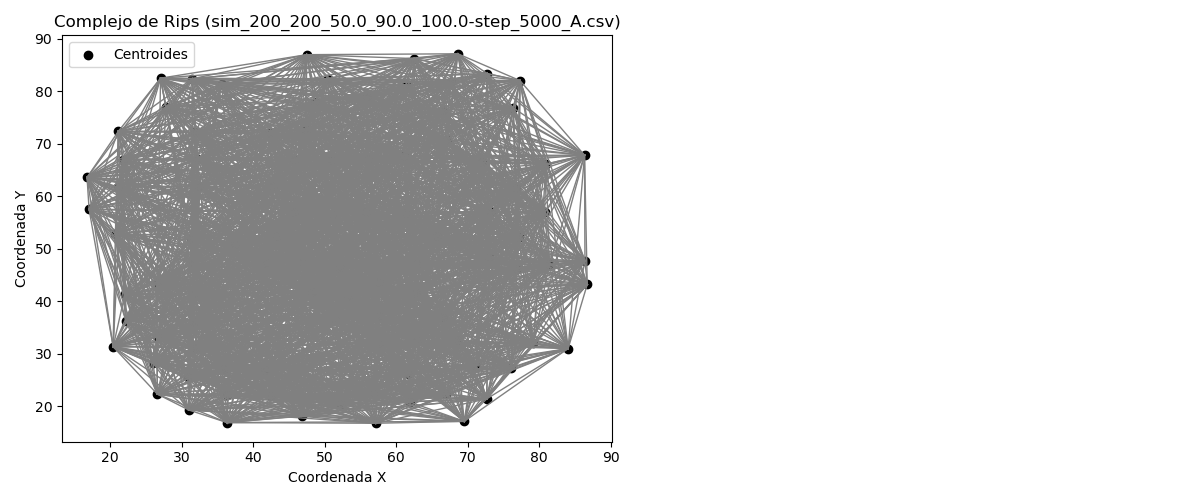 Complejo de Rips (sim_200_200_50.0_90.0_100.0-step_5000_A.csv)
Centroides
90
80
70
60
50
40
30
20
Coordenada Y
20 30 40 50 60 70 80 90
Coordenada X